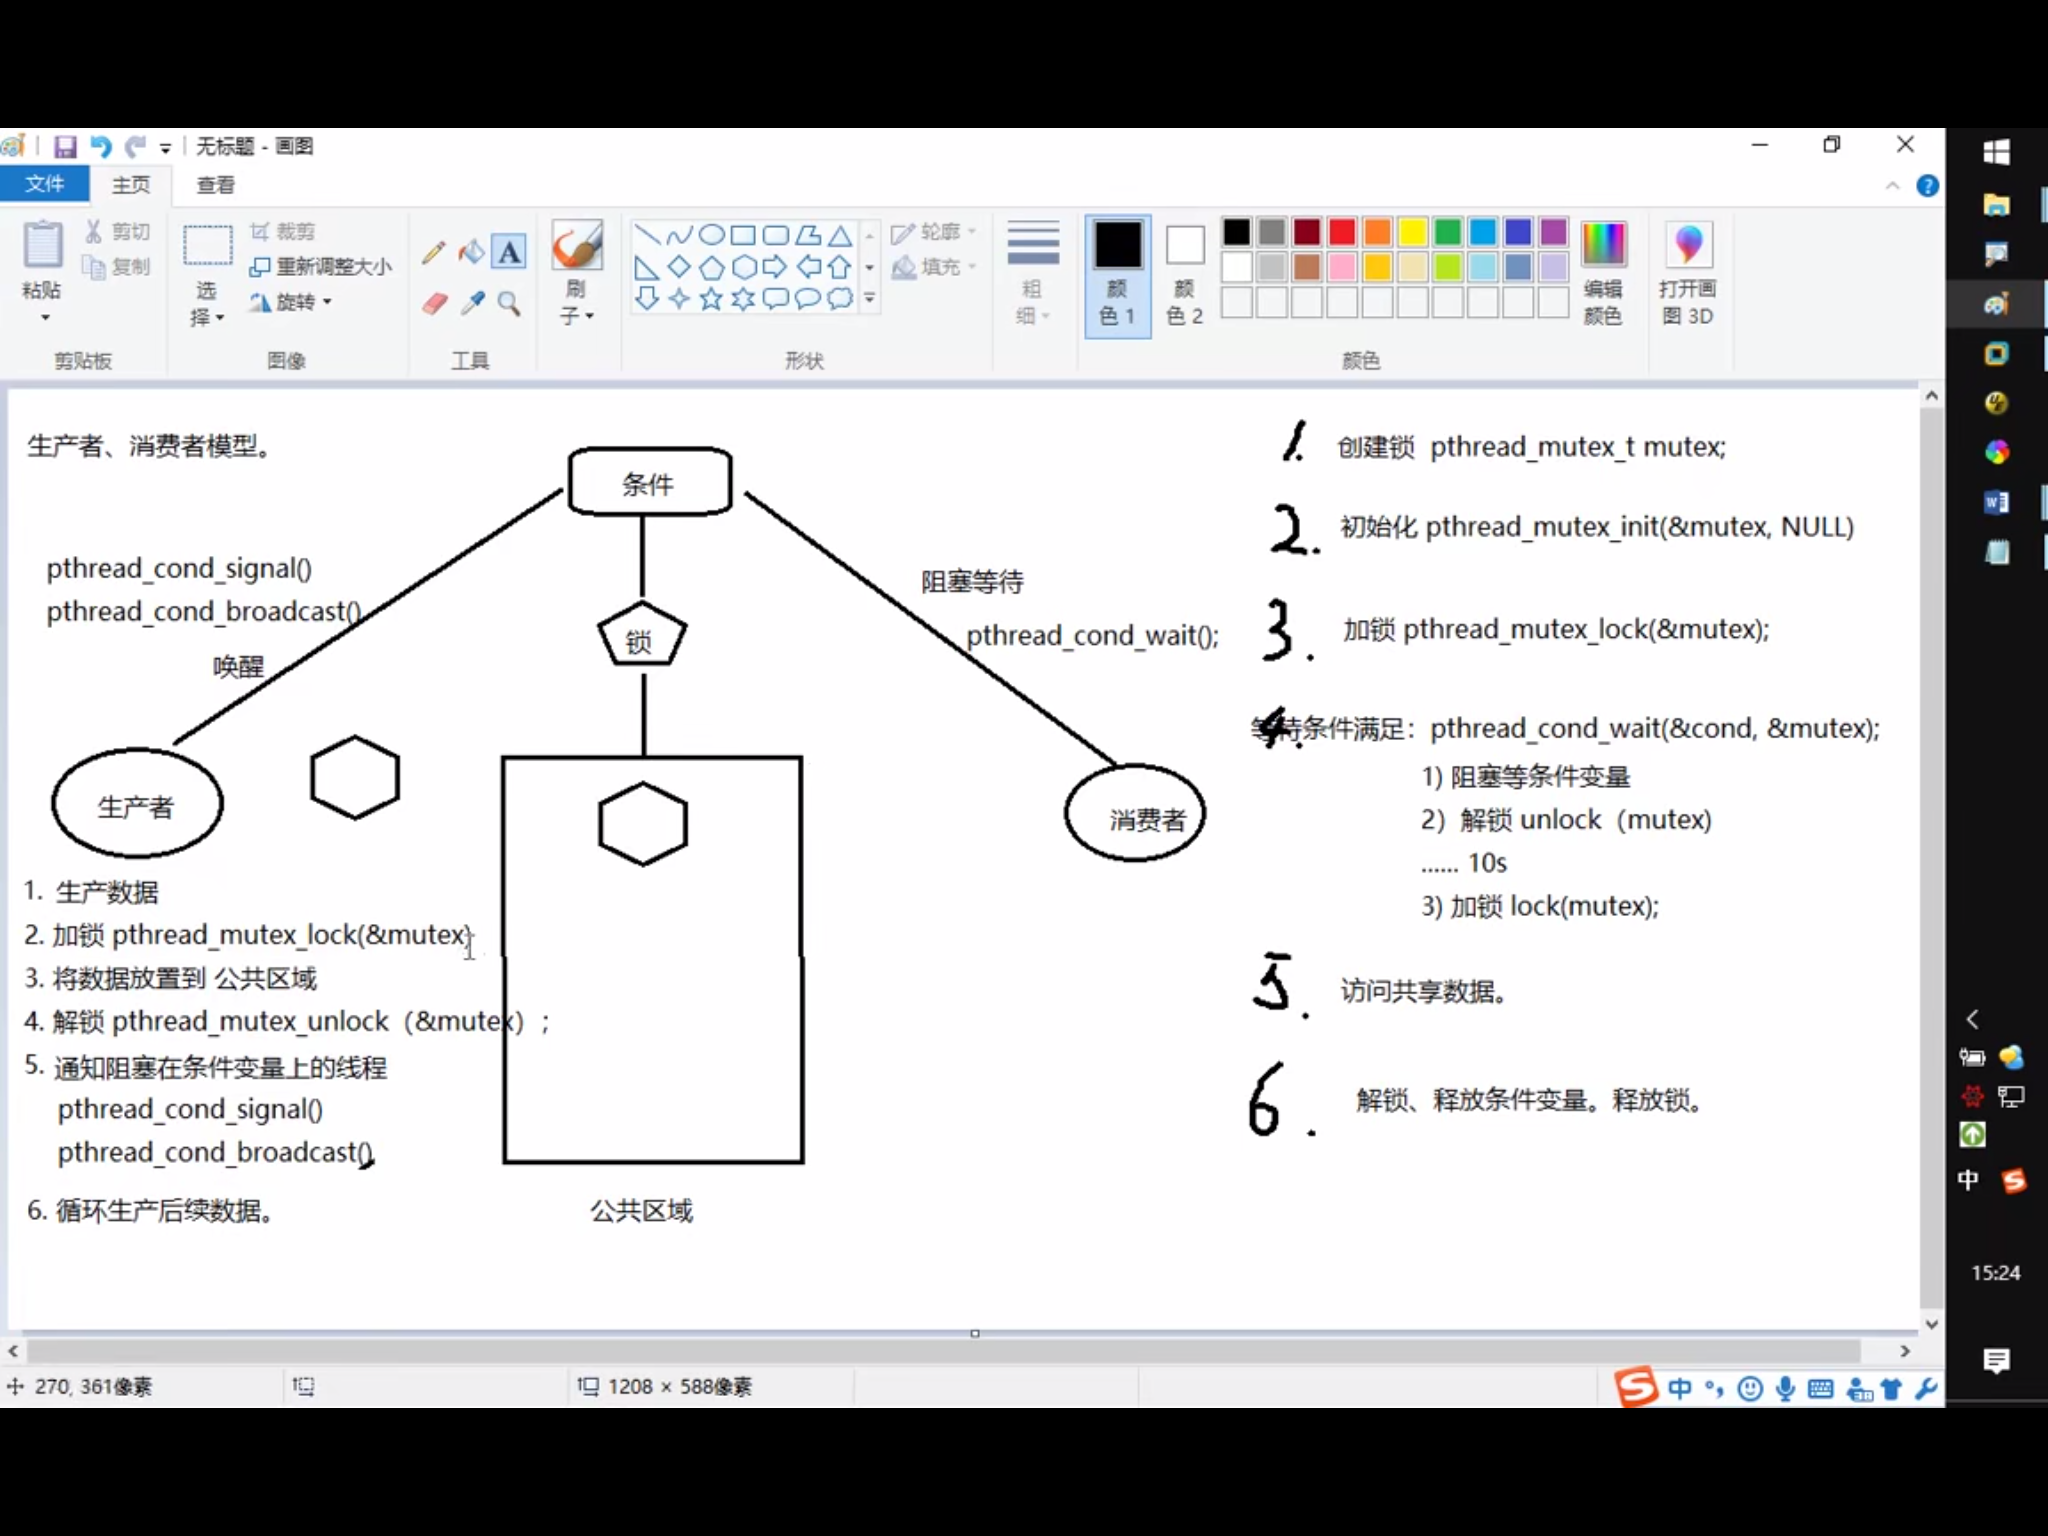 无标题 - 画图
文件 主页 查看
粘贴 剪切 复制
剪贴板
选择 裁剪 重新调整大小 旋转
图像
A
工具
刷子
形状
轮廓 填充
粗细
颜色 1
颜色 2
编辑颜色
颜色
打开画图 3D
生产者、消费者模型。
条件
pthread_cond_signal()
pthread_cond_broadcast()
唤醒
锁
阻塞等待
pthread_cond_wait();
生产者
消费者
1. 生产数据
2. 加锁 pthread_mutex_lock(&mutex)
3. 将数据放置到 公共区域
4. 解锁 pthread_mutex_unlock（&mutex）;
5. 通知阻塞在条件变量上的线程
pthread_cond_signal()
pthread_cond_broadcast()
6. 循环生产后续数据。
公共区域
1. 创建锁 pthread_mutex_t mutex;
2. 初始化 pthread_mutex_init(&mutex, NULL)
3. 加锁 pthread_mutex_lock(&mutex);
4. 等待条件满足：pthread_cond_wait(&cond, &mutex);
1) 阻塞等条件变量
2）解锁 unlock（mutex)
...... 10s
3) 加锁 lock(mutex);
5. 访问共享数据。
6. 解锁、释放条件变量。释放锁。
中
15:24
270, 361像素
1208 × 588像素
中